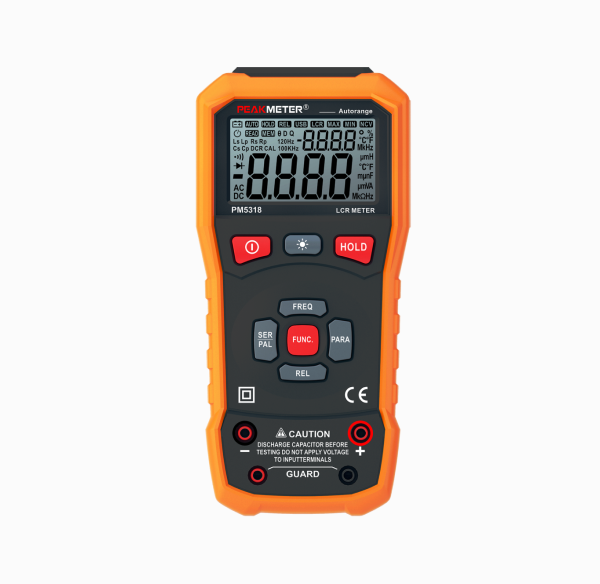 PEAKMETER®
Autorange
AUTO HOLD REL USB LCR MAX MIN NCV
READ MEM θ D Q 8.8.8.8 °%
Ls Lp Rs Rp 120Hz °C°F
Cs Cp DCR CAL 100KHz MkHz
μmH
8.8.8.8 °C°F
mμnF
AC μmVA
DC MkΩHz
PM5318 LCR METER
HOLD
FREQ
SER
PAL
FUNC.
PARA
REL
CE
CAUTION
DISCHARGE CAPACITOR BEFORE
TESTING DO NOT APPLY VOLTAGE
TO INPUTTERMINALS
− +
GUARD